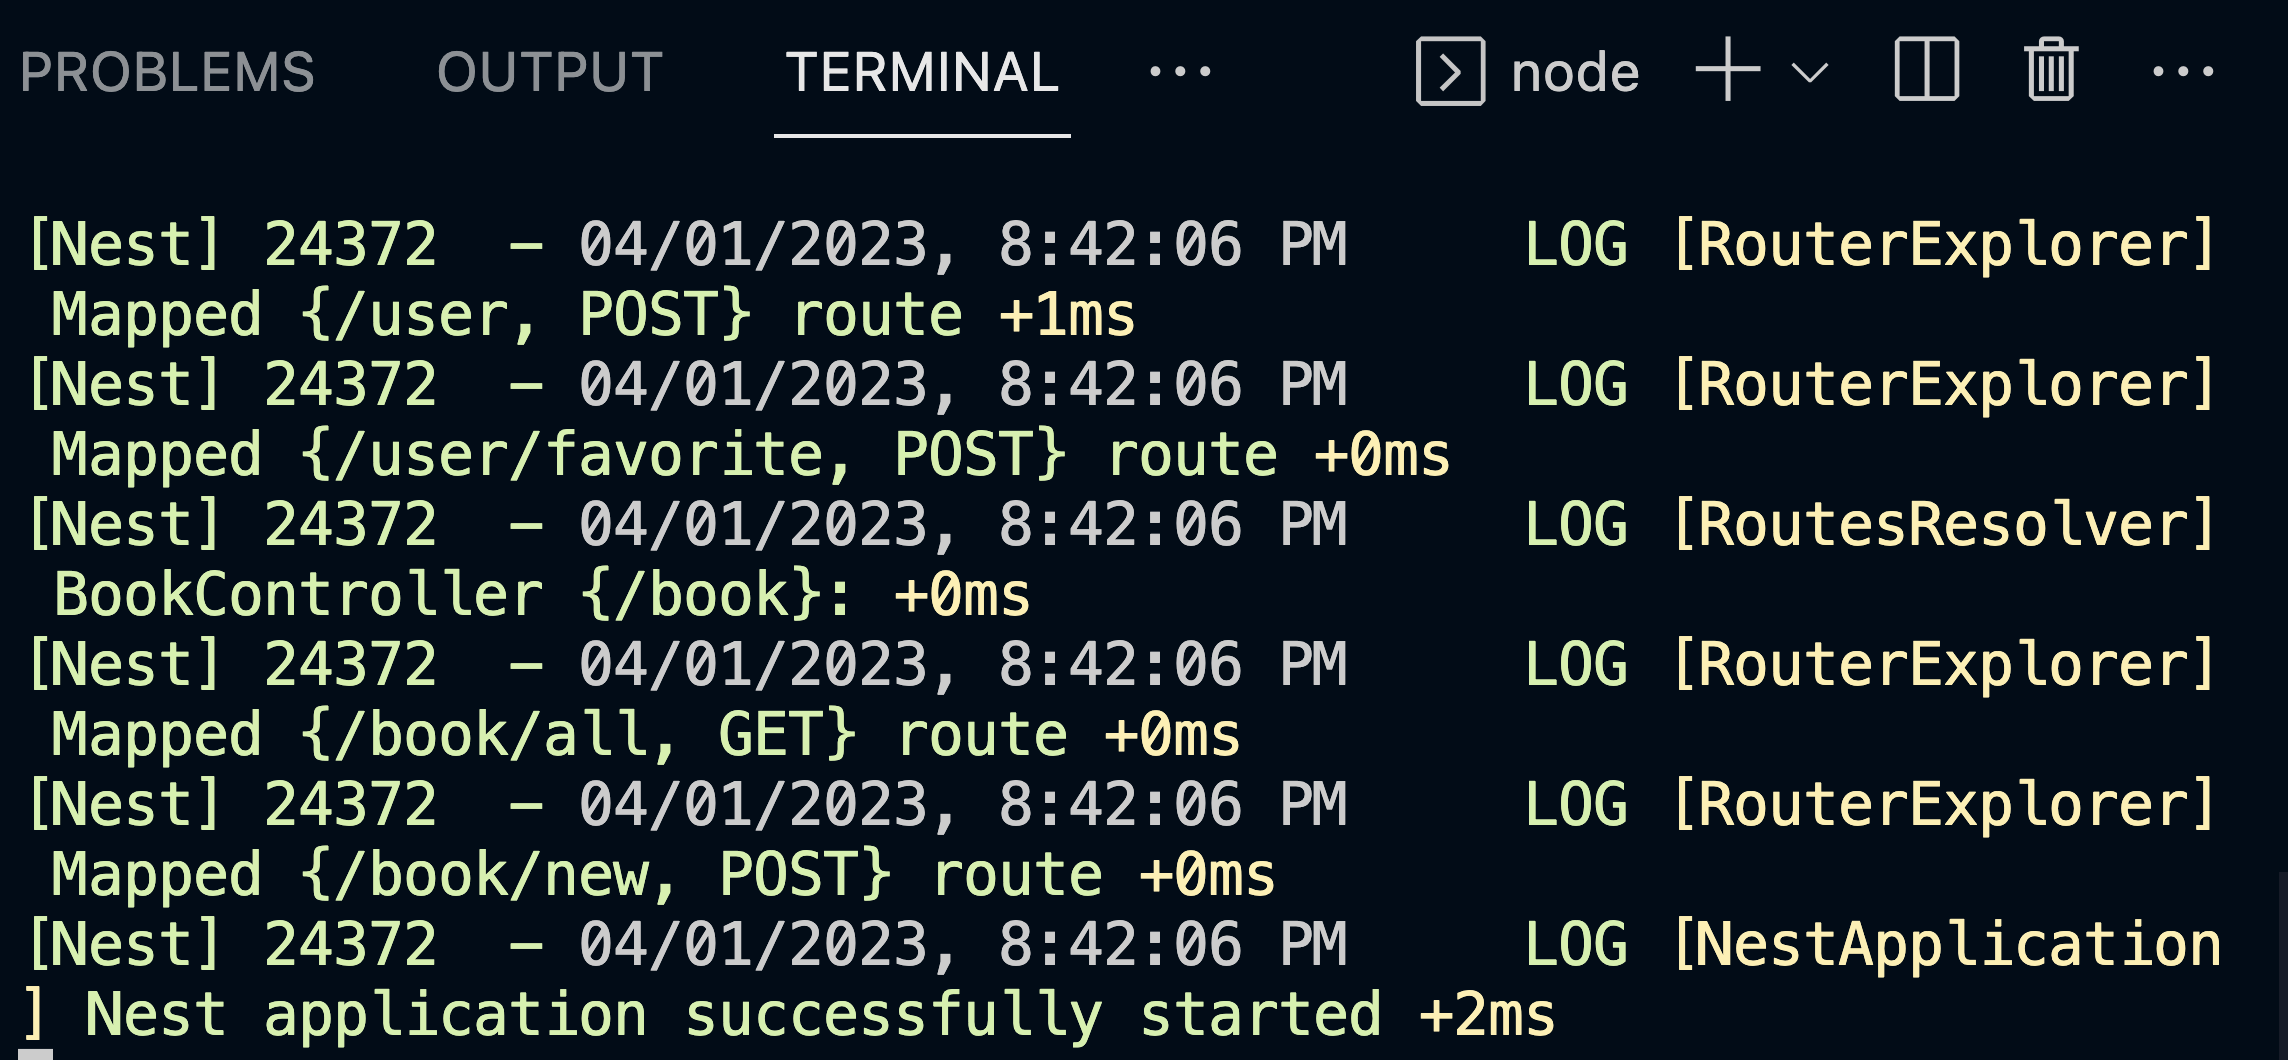 PROBLEMS OUTPUT TERMINAL ··· node ···
[Nest] 24372  - 04/01/2023, 8:42:06 PM     LOG [RouterExplorer]
Mapped {/user, POST} route +1ms
[Nest] 24372  - 04/01/2023, 8:42:06 PM     LOG [RouterExplorer]
Mapped {/user/favorite, POST} route +0ms
[Nest] 24372  - 04/01/2023, 8:42:06 PM     LOG [RoutesResolver]
BookController {/book}: +0ms
[Nest] 24372  - 04/01/2023, 8:42:06 PM     LOG [RouterExplorer]
Mapped {/book/all, GET} route +0ms
[Nest] 24372  - 04/01/2023, 8:42:06 PM     LOG [RouterExplorer]
Mapped {/book/new, POST} route +0ms
[Nest] 24372  - 04/01/2023, 8:42:06 PM     LOG [NestApplication
] Nest application successfully started +2ms